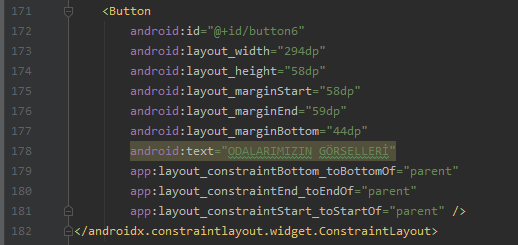 171 <Button
172 android:id="@+id/button6"
173 android:layout_width="294dp"
174 android:layout_height="58dp"
175 android:layout_marginStart="58dp"
176 android:layout_marginEnd="59dp"
177 android:layout_marginBottom="44dp"
178 android:text="ODALARIMIZIN GÖRSELLERİ"
179 app:layout_constraintBottom_toBottomOf="parent"
180 app:layout_constraintEnd_toEndOf="parent"
181 app:layout_constraintStart_toStartOf="parent" />
182 </androidx.constraintlayout.widget.ConstraintLayout>